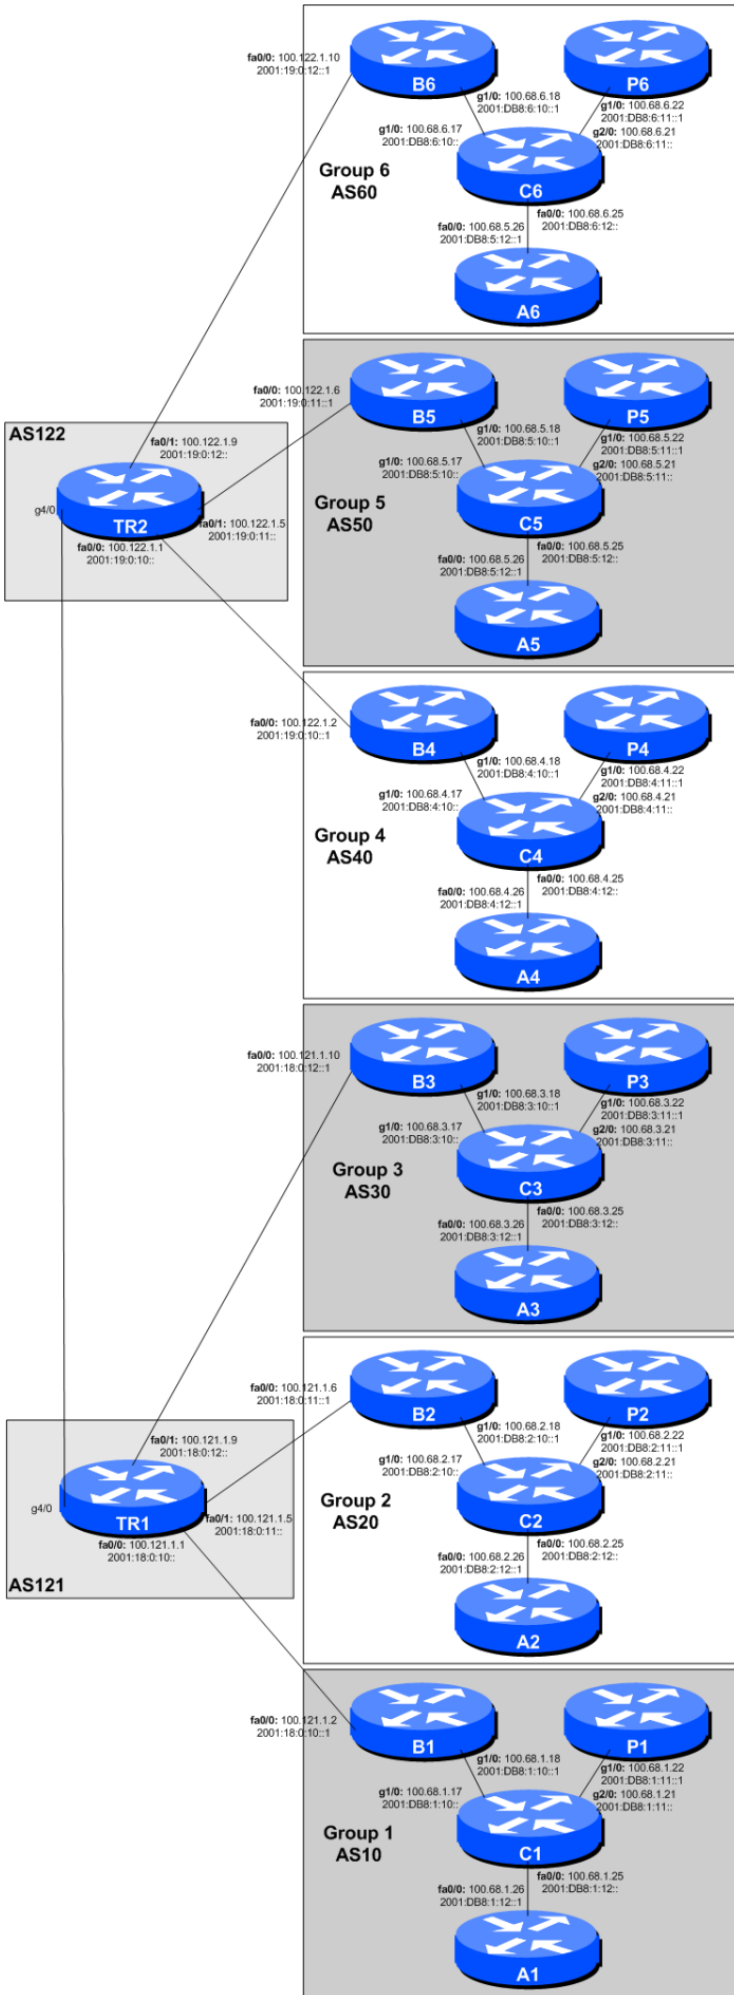 fa0/0: 100.122.1.10
2001:19:0:12::1
B6
P6
g1/0: 100.68.6.18
2001:DB8:6:10::1
g1/0: 100.68.6.22
2001:DB8:6:11::1
g1/0: 100.68.6.17
2001:DB8:6:10::
g2/0: 100.68.6.21
2001:DB8:6:11::
Group 6
AS60
C6
fa0/0: 100.68.6.25
2001:DB8:6:12::
fa0/0: 100.68.5.26
2001:DB8:5:12::1
A6
fa0/0: 100.122.1.6
2001:19:0:11::1
B5
P5
g1/0: 100.68.5.18
2001:DB8:5:10::1
g1/0: 100.68.5.22
2001:DB8:5:11::1
g1/0: 100.68.5.17
2001:DB8:5:10::
g2/0: 100.68.5.21
2001:DB8:5:11::
Group 5
AS50
C5
fa0/0: 100.68.5.25
2001:DB8:5:12::
fa0/0: 100.68.5.26
2001:DB8:5:12::1
A5
AS122
fa0/1: 100.122.1.9
2001:19:0:12::
g4/0
TR2
fa0/1: 100.122.1.5
2001:19:0:11::
fa0/0: 100.122.1.1
2001:19:0:10::
fa0/0: 100.122.1.2
2001:19:0:10::1
B4
P4
g1/0: 100.68.4.18
2001:DB8:4:10::1
g1/0: 100.68.4.22
2001:DB8:4:11::1
g1/0: 100.68.4.17
2001:DB8:4:10::
g2/0: 100.68.4.21
2001:DB8:4:11::
Group 4
AS40
C4
fa0/0: 100.68.4.25
2001:DB8:4:12::
fa0/0: 100.68.4.26
2001:DB8:4:12::1
A4
fa0/0: 100.121.1.10
2001:18:0:12::1
B3
P3
g1/0: 100.68.3.18
2001:DB8:3:10::1
g1/0: 100.68.3.22
2001:DB8:3:11::1
g1/0: 100.68.3.17
2001:DB8:3:10::
g2/0: 100.68.3.21
2001:DB8:3:11::
Group 3
AS30
C3
fa0/0: 100.68.3.25
2001:DB8:3:12::
fa0/0: 100.68.3.26
2001:DB8:3:12::1
A3
fa0/0: 100.121.1.6
2001:18:0:11::1
B2
P2
g1/0: 100.68.2.18
2001:DB8:2:10::1
g1/0: 100.68.2.22
2001:DB8:2:11::1
g1/0: 100.68.2.17
2001:DB8:2:10::
g2/0: 100.68.2.21
2001:DB8:2:11::
Group 2
AS20
C2
fa0/0: 100.68.2.25
2001:DB8:2:12::
fa0/0: 100.68.2.26
2001:DB8:2:12::1
A2
fa0/1: 100.121.1.9
2001:18:0:12::
g4/0
TR1
fa0/1: 100.121.1.5
2001:18:0:11::
fa0/0: 100.121.1.1
2001:18:0:10::
AS121
fa0/0: 100.121.1.2
2001:18:0:10::1
B1
P1
g1/0: 100.68.1.18
2001:DB8:1:10::1
g1/0: 100.68.1.22
2001:DB8:1:11::1
g1/0: 100.68.1.17
2001:DB8:1:10::
g2/0: 100.68.1.21
2001:DB8:1:11::
Group 1
AS10
C1
fa0/0: 100.68.1.25
2001:DB8:1:12::
fa0/0: 100.68.1.26
2001:DB8:1:12::1
A1